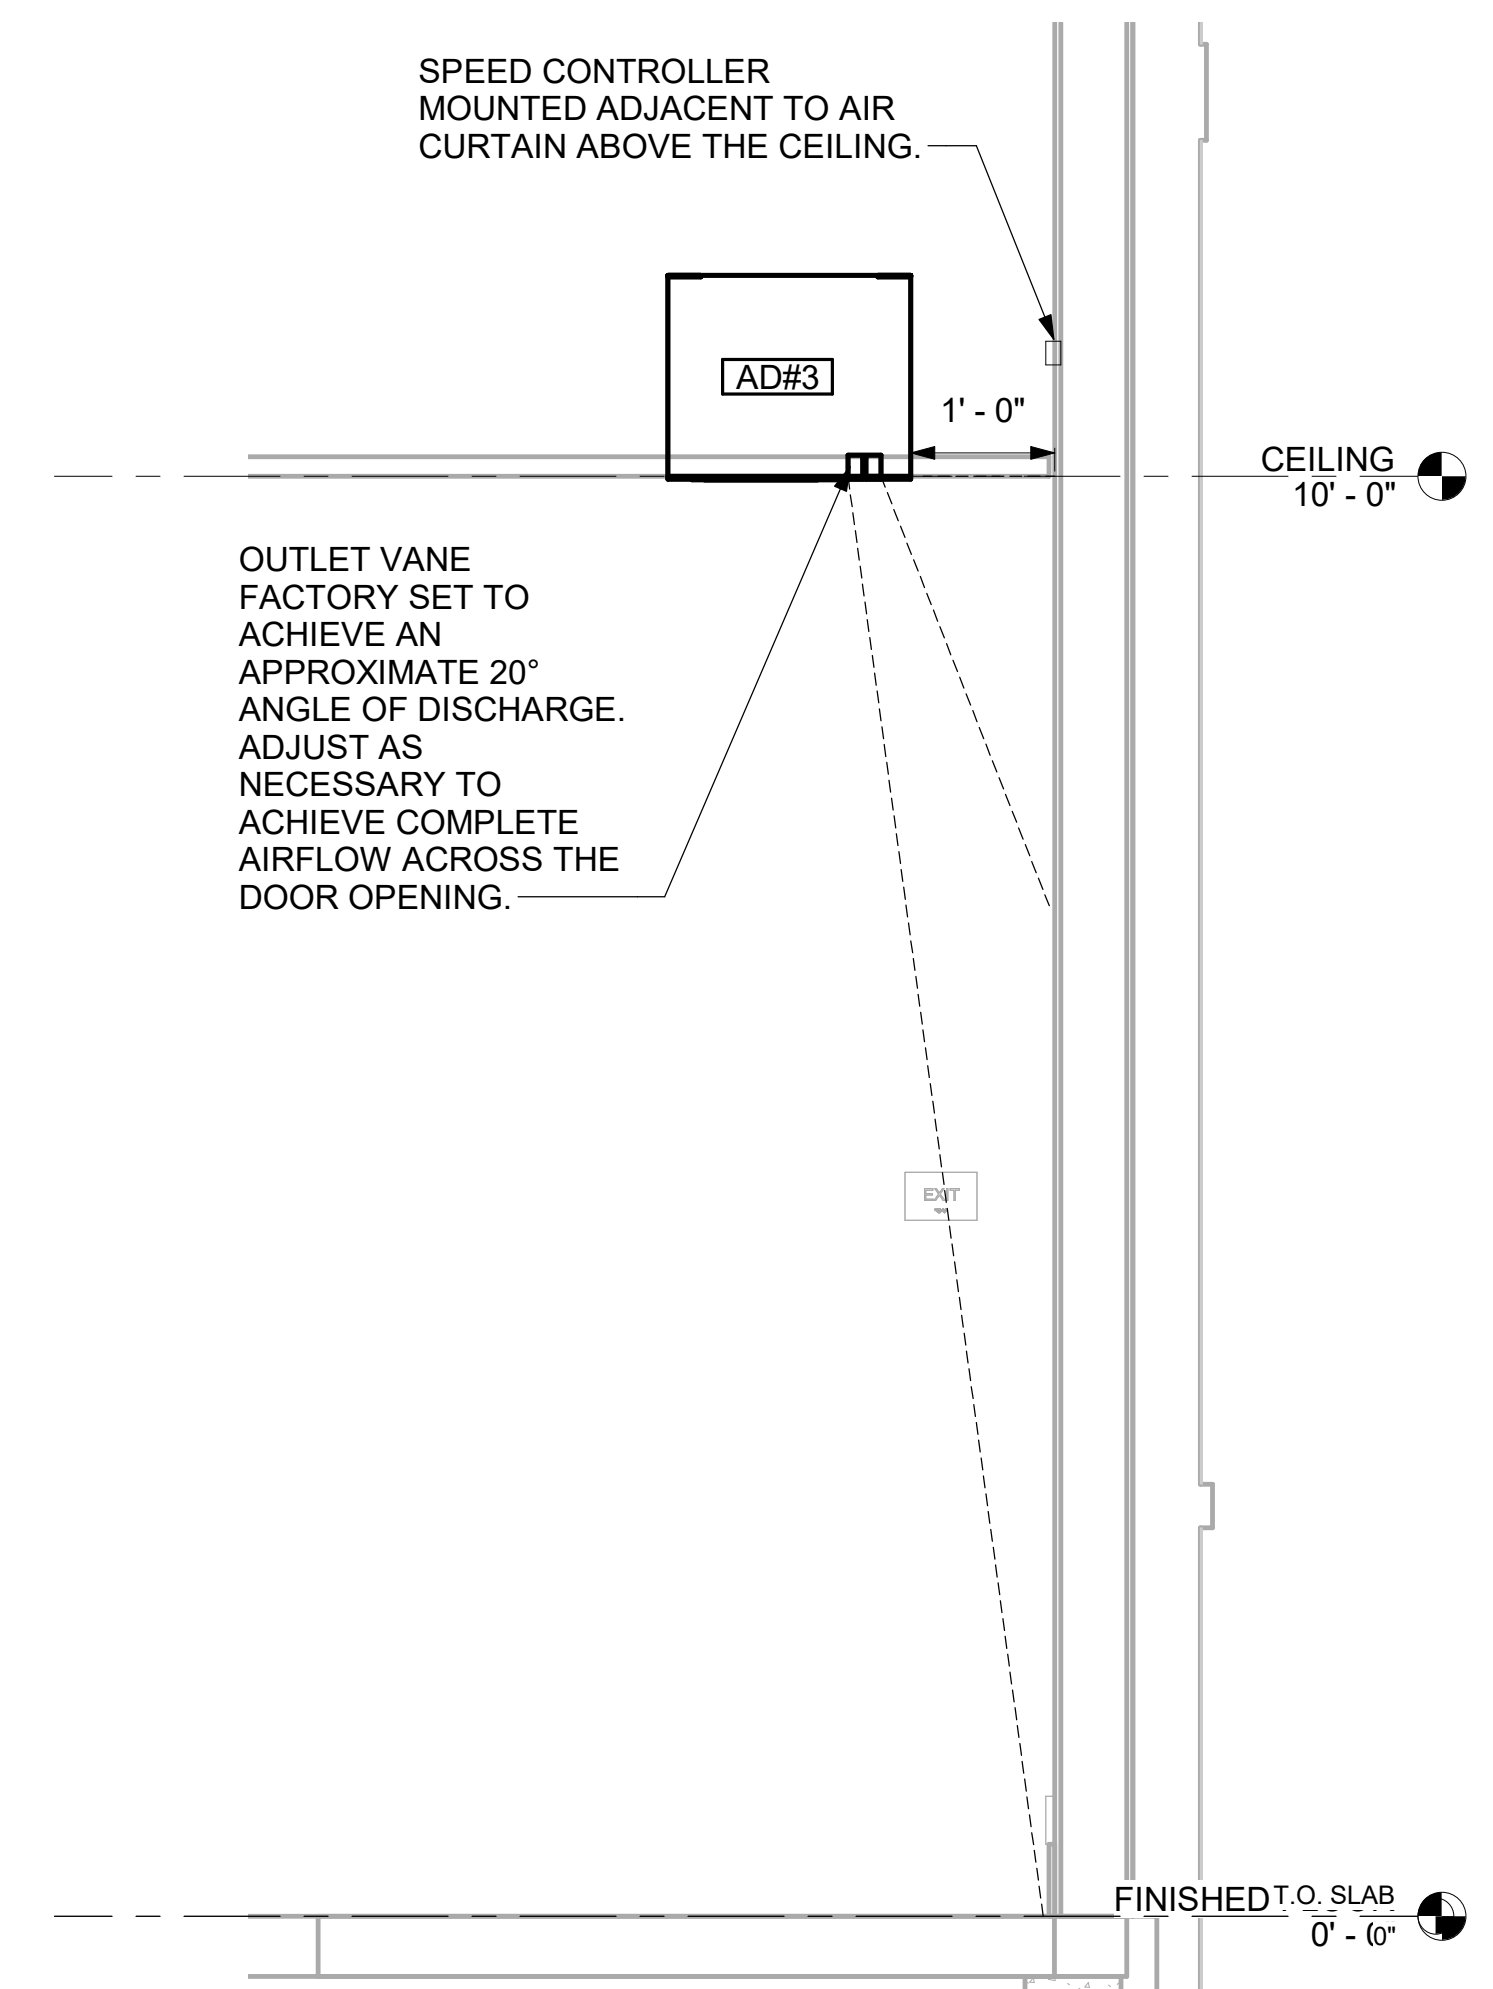 SPEED CONTROLLER
MOUNTED ADJACENT TO AIR
CURTAIN ABOVE THE CEILING.
AD#3
1' - 0"
CEILING
10' - 0"
OUTLET VANE
FACTORY SET TO
ACHIEVE AN
APPROXIMATE 20°
ANGLE OF DISCHARGE.
ADJUST AS
NECESSARY TO
ACHIEVE COMPLETE
AIRFLOW ACROSS THE
DOOR OPENING.
EXIT
FINISHED T.O. SLAB
0' - 0"